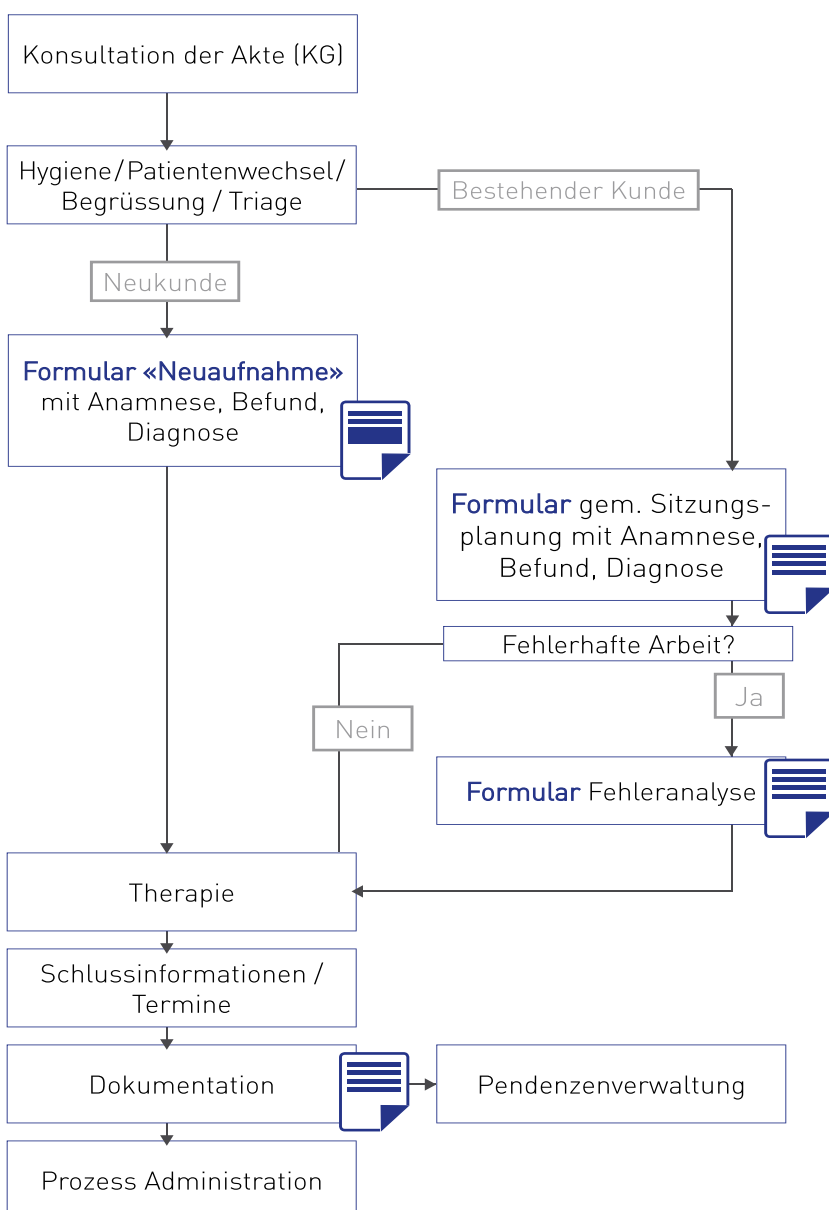 Konsultation der Akte (KG)
Hygiene/Patientenwechsel/
Begrüssung / Triage
Bestehender Kunde
Neukunde
Formular «Neuaufnahme»
mit Anamnese, Befund,
Diagnose
Formular gem. Sitzungs-
planung mit Anamnese,
Befund, Diagnose
Fehlerhafte Arbeit?
Ja
Nein
Formular Fehleranalyse
Therapie
Schlussinformationen /
Termine
Dokumentation
Pendenzenverwaltung
Prozess Administration